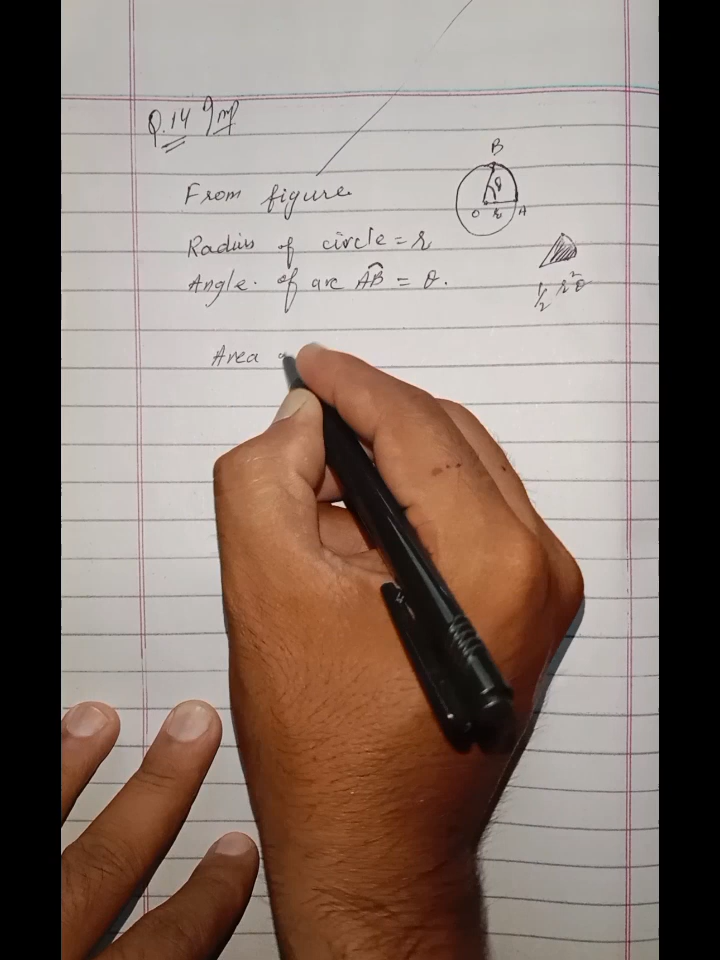 Q.14 Imp
From figure
Radius of circle = r
Angle of arc AB = θ.
Area
B
θ
O r A
1/2 r²θ